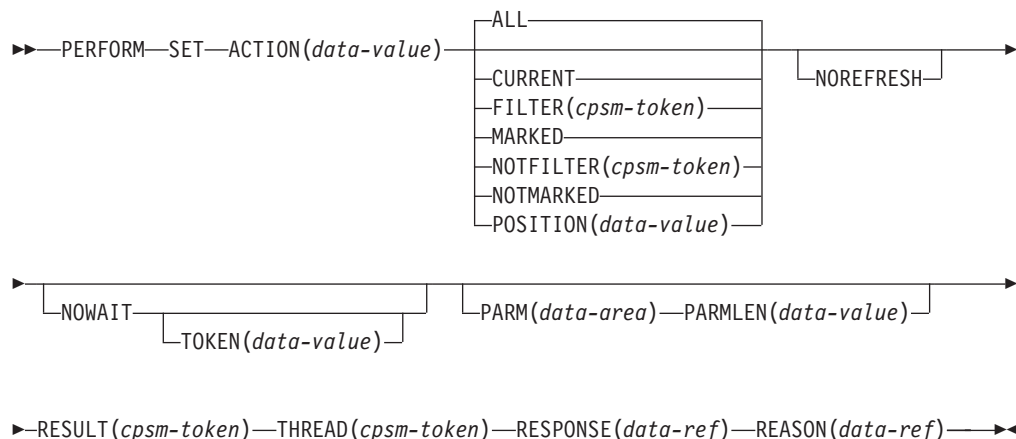 ALL
PERFORM SET ACTION(data-value)
CURRENT
FILTER(cpsm-token)
MARKED
NOTFILTER(cpsm-token)
NOTMARKED
POSITION(data-value)
NOREFRESH
NOWAIT
TOKEN(data-value)
PARM(data-area) PARMLEN(data-value)
RESULT(cpsm-token) THREAD(cpsm-token) RESPONSE(data-ref) REASON(data-ref)